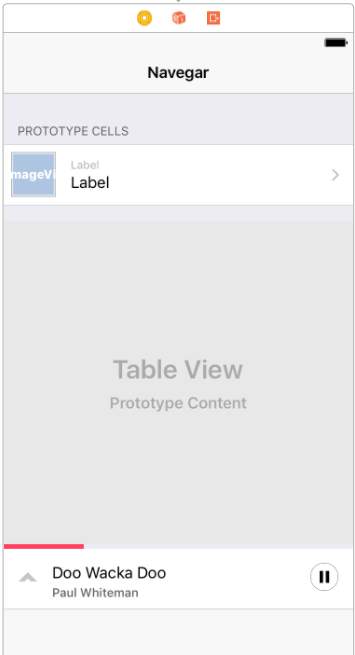 Navegar
PROTOTYPE CELLS
Label
mageVi
Label
Table View
Prototype Content
Doo Wacka Doo
Paul Whiteman